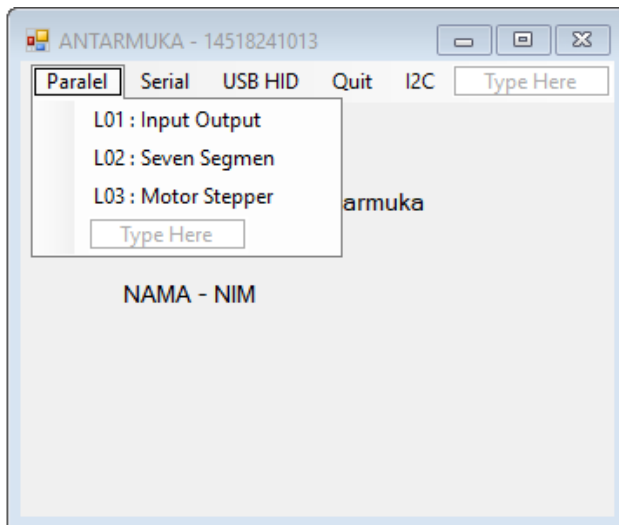 ANTARMUKA - 14518241013
Paralel Serial USB HID Quit I2C Type Here
L01 : Input Output
L02 : Seven Segmen
L03 : Motor Stepper
armuka
Type Here
NAMA - NIM